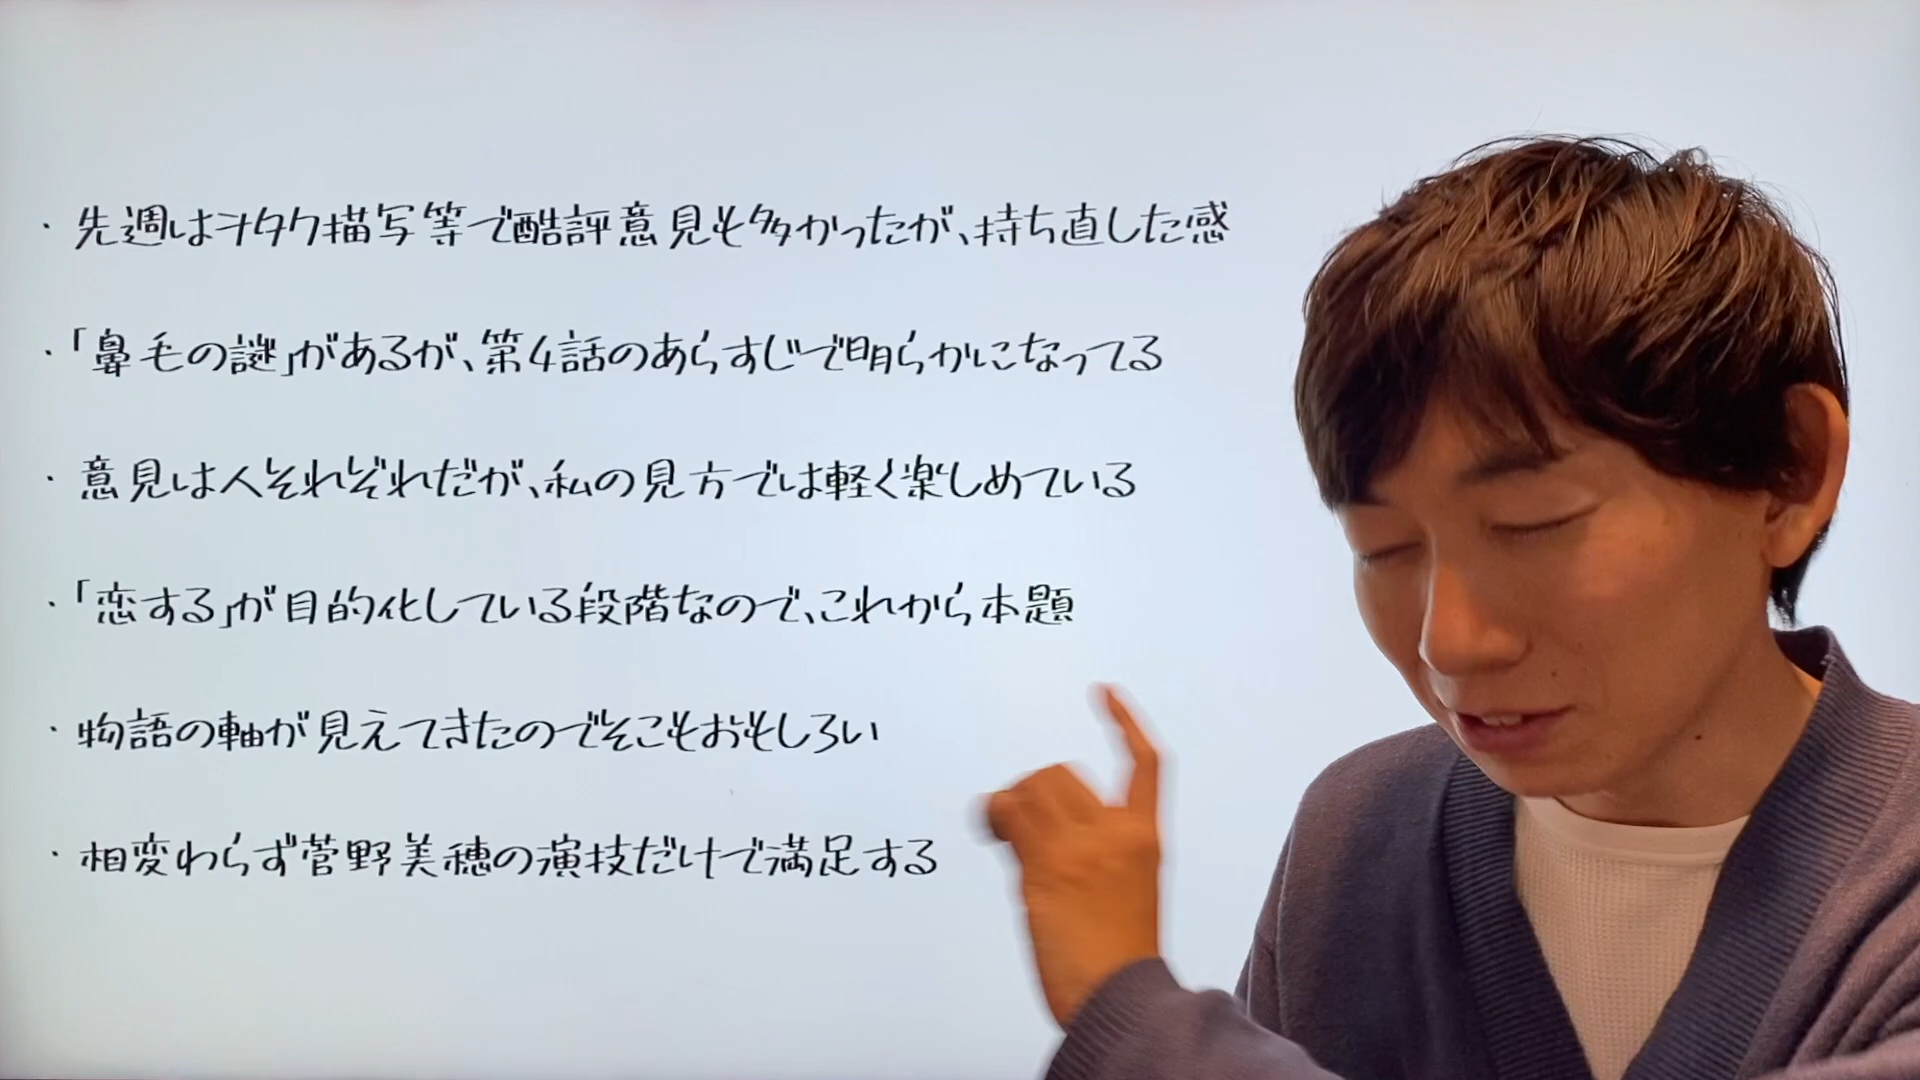 ・先週はオタク描写等で酷評意見も多かったが、持ち直した感
・「鼻毛の謎」があるが、第4話のあらすじで明らかになってる
・意見は人それぞれだが、私の見方では軽く楽しめている
・「恋する」が目的化している段階なので、これから本題
・物語の軸が見えてきたのでそこもおもしろい
・相変わらず菅野美穂の演技だけで満足する